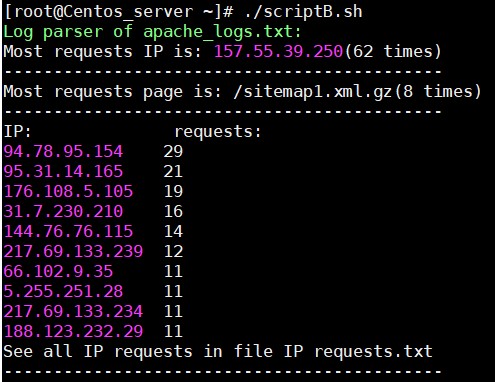 [root@Centos_server ~]# ./scriptB.sh
Log parser of apache_logs.txt:
Most requests IP is: 157.55.39.250(62 times)
--------------------------------------------
Most requests page is: /sitemap1.xml.gz(8 times)
--------------------------------------------
IP: requests:
94.78.95.154 29
95.31.14.165 21
176.108.5.105 19
31.7.230.210 16
144.76.76.115 14
217.69.133.239 12
66.102.9.35 11
5.255.251.28 11
217.69.133.234 11
188.123.232.29 11
See all IP requests in file IP requests.txt
--------------------------------------------